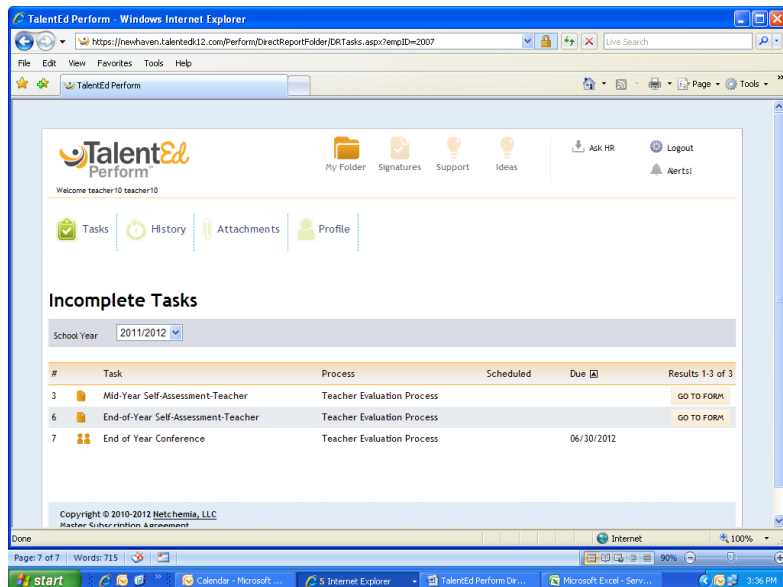 TalentEd Perform - Windows Internet Explorer
https://newhaven.talentedk12.com/Perform/DirectReportFolder/DRTasks.aspx?empID=2007
Live Search
File Edit View Favorites Tools Help
TalentEd Perform
Page Tools
TalentEd
Perform
My Folder Signatures Support Ideas
Ask HR
Logout
Alerts!
Welcome teacher10 teacher10
Tasks History Attachments Profile
Incomplete Tasks
School Year 2011/2012
# Task Process Scheduled Due Results 1-3 of 3
3 Mid-Year Self-Assessment-Teacher Teacher Evaluation Process GO TO FORM
6 End-of-Year Self-Assessment-Teacher Teacher Evaluation Process GO TO FORM
7 End of Year Conference Teacher Evaluation Process 06/30/2012
Copyright © 2010-2012 Netchemia, LLC
Master Subscription Agreement
Done Internet 100%
Page: 7 of 7 Words: 715 90%
start Calendar - Microsoft ... 5 Internet Explorer TalentEd Perform Dir... Microsoft Excel - Serv... 3:36 PM